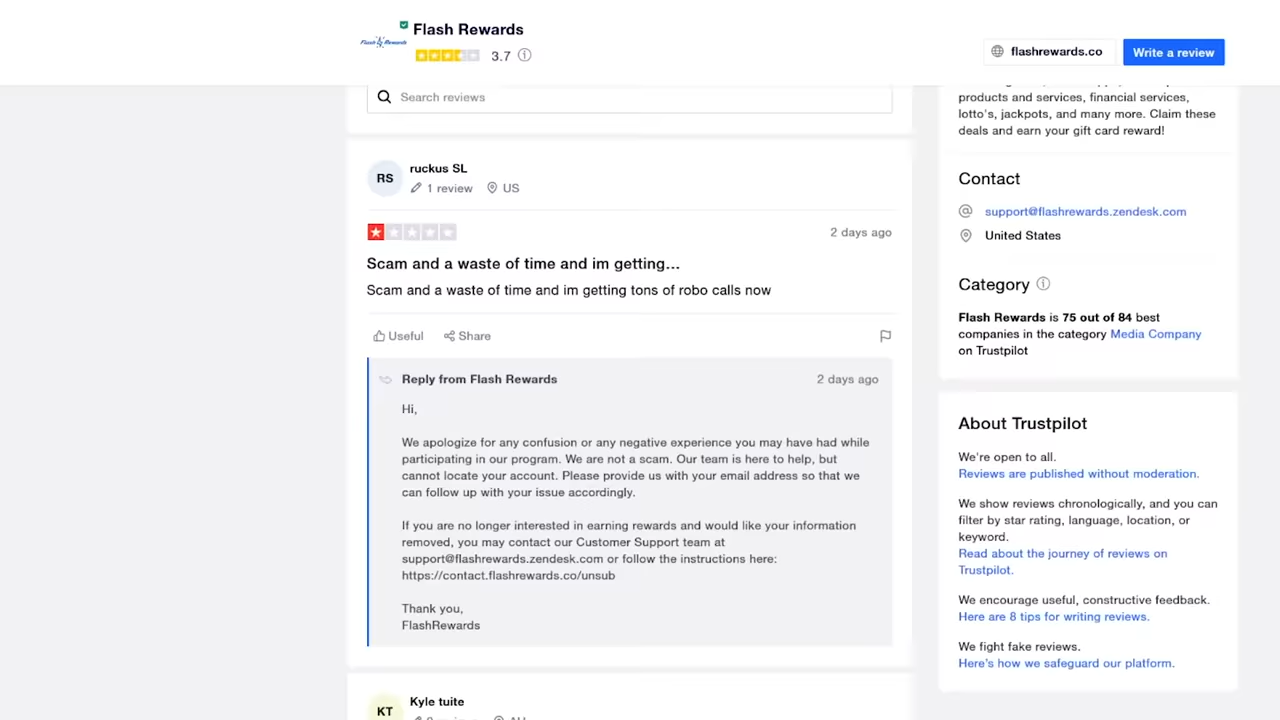 Flash Rewards
Flash Rewards
3.7
flashrewards.co
Write a review
Search reviews
products and services, financial services,
lotto's, jackpots, and many more. Claim these
deals and earn your gift card reward!
RS
ruckus SL
1 review
US
2 days ago
Scam and a waste of time and im getting...
Scam and a waste of time and im getting tons of robo calls now
Useful
Share
Reply from Flash Rewards
2 days ago
Hi,
We apologize for any confusion or any negative experience you may have had while
participating in our program. We are not a scam. Our team is here to help, but
cannot locate your account. Please provide us with your email address so that we
can follow up with your issue accordingly.
If you are no longer interested in earning rewards and would like your information
removed, you may contact our Customer Support team at
support@flashrewards.zendesk.com or follow the instructions here:
https://contact.flashrewards.co/unsub
Thank you,
FlashRewards
KT
Kyle tuite
Contact
support@flashrewards.zendesk.com
United States
Category
Flash Rewards is 75 out of 84 best
companies in the category Media Company
on Trustpilot
About Trustpilot
We're open to all.
Reviews are published without moderation.
We show reviews chronologically, and you can
filter by star rating, language, location, or
keyword.
Read about the journey of reviews on
Trustpilot.
We encourage useful, constructive feedback.
Here are 8 tips for writing reviews.
We fight fake reviews.
Here's how we safeguard our platform.